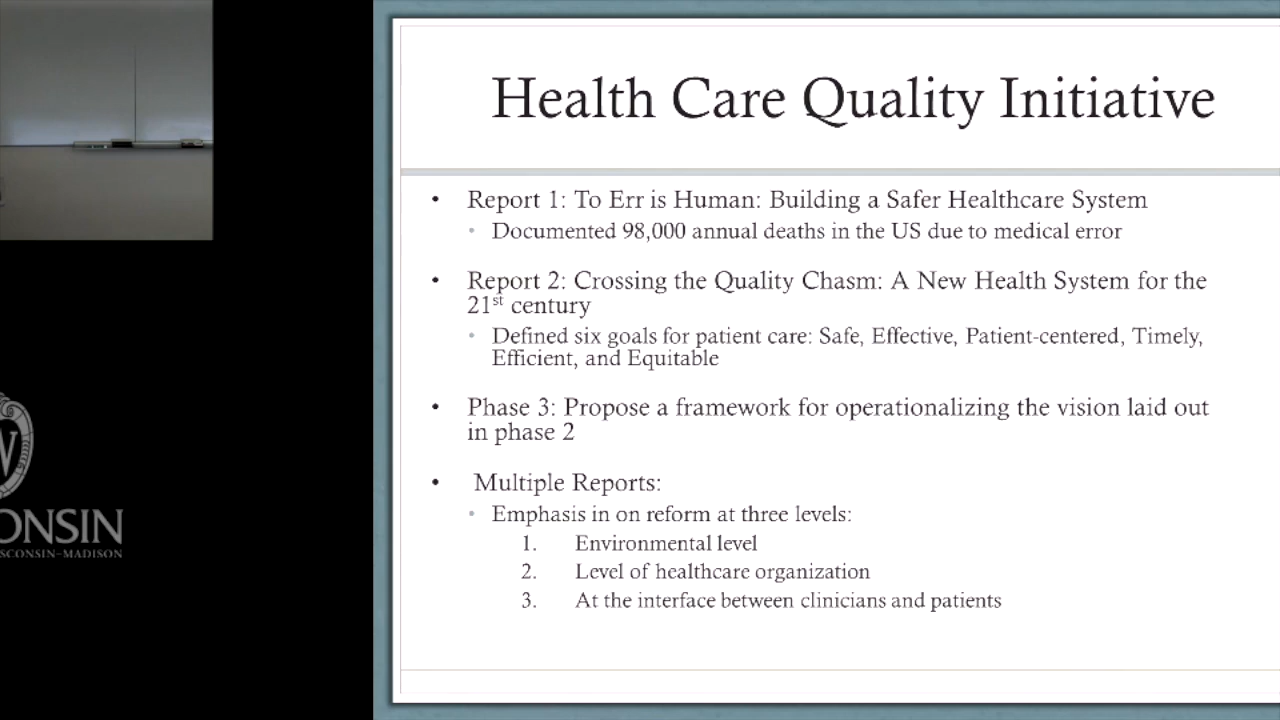 Health Care Quality Initiative
• Report 1: To Err is Human: Building a Safer Healthcare System
• Documented 98,000 annual deaths in the US due to medical error
• Report 2: Crossing the Quality Chasm: A New Health System for the
21st century
• Defined six goals for patient care: Safe, Effective, Patient-centered, Timely,
Efficient, and Equitable
• Phase 3: Propose a framework for operationalizing the vision laid out
in phase 2
• Multiple Reports:
• Emphasis in on reform at three levels:
1. Environmental level
2. Level of healthcare organization
3. At the interface between clinicians and patients
W
ONSIN
SCONSIN–MADISON